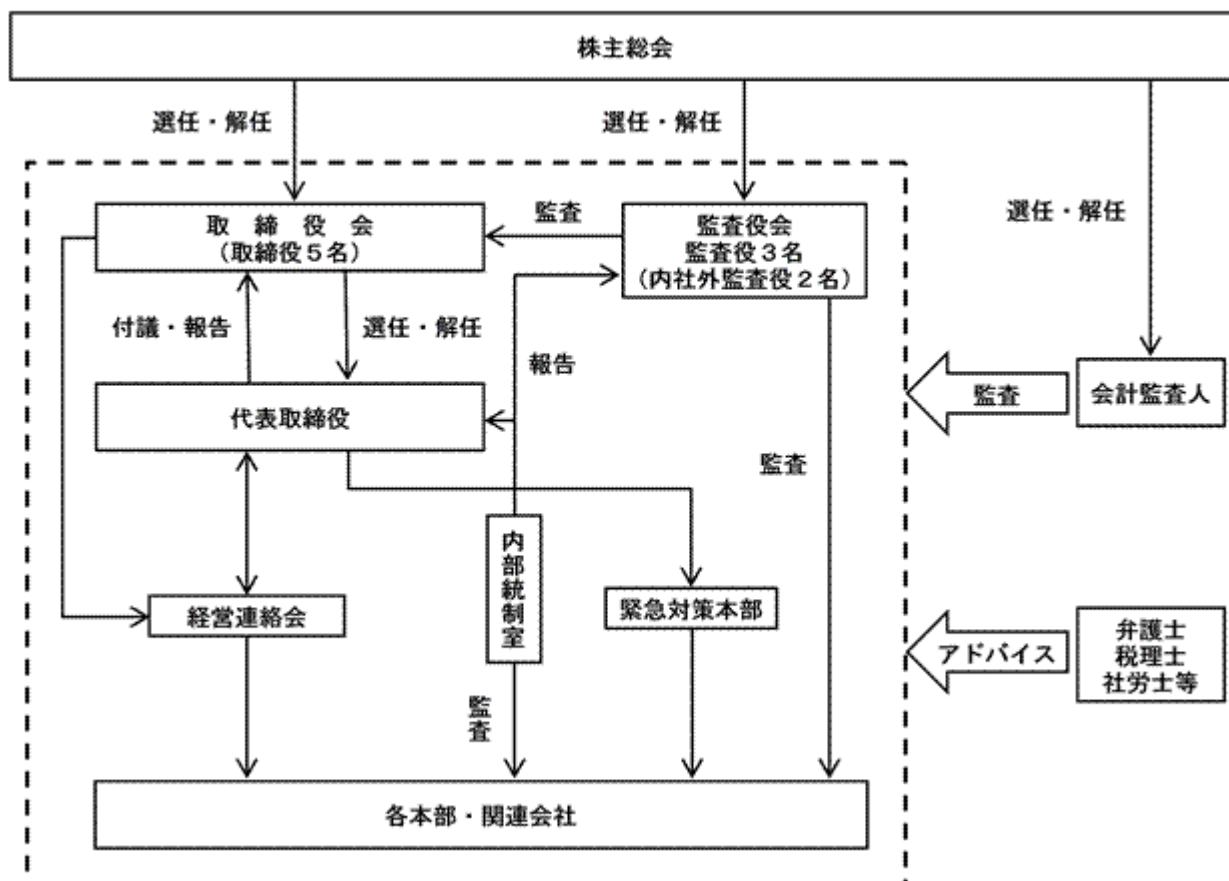 株主総会
選任・解任
選任・解任
選任・解任
取　締　役　会
（取締役５名）
監査
監査役会
監査役３名
（内社外監査役２名）
付議・報告
選任・解任
報告
代表取締役
監査
会計監査人
監査
内部統制室
経営連絡会
緊急対策本部
アドバイス
弁護士
税理士
社労士等
監査
各本部・関連会社